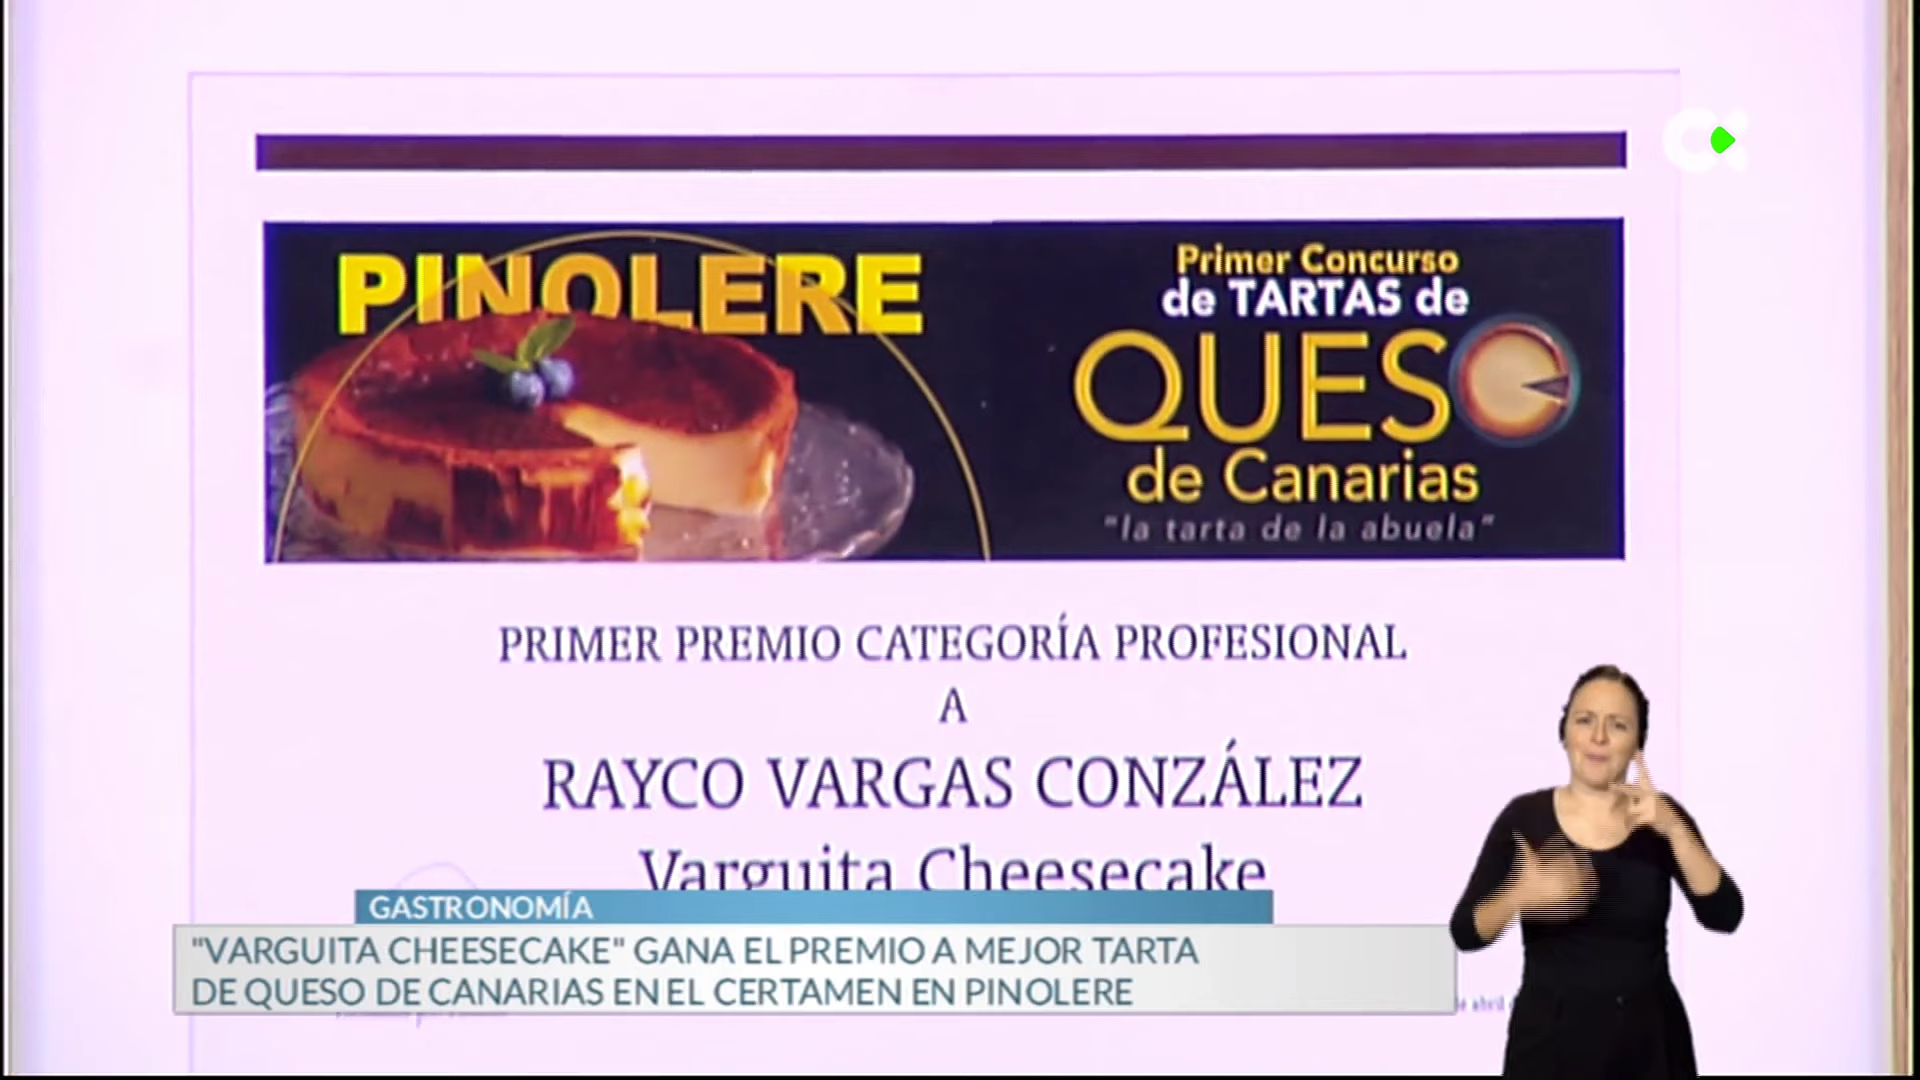 PINOLERE
Primer Concurso
de TARTAS de
QUESO
de Canarias
"la tarta de la abuela"
PRIMER PREMIO CATEGORÍA PROFESIONAL
A
RAYCO VARGAS CONZÁLEZ
Varguita Cheesecake
GASTRONOMÍA
"VARGUITA CHEESECAKE" GANA EL PREMIO A MEJOR TARTA
DE QUESO DE CANARIAS EN EL CERTAMEN EN PINOLERE
abril